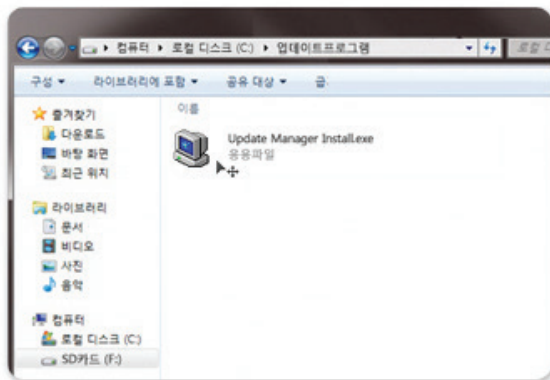 컴퓨터 ▸ 로컬 디스크 (C:) ▸ 업데이트프로그램
구성 라이브러리에 포함 공유 대상
이름
즐겨찾기
다운로드
바탕 화면
최근 위치
Update Manager Install.exe
응용파일
라이브러리
문서
비디오
사진
음악
컴퓨터
로컬 디스크 (C:)
SD카드 (F:)